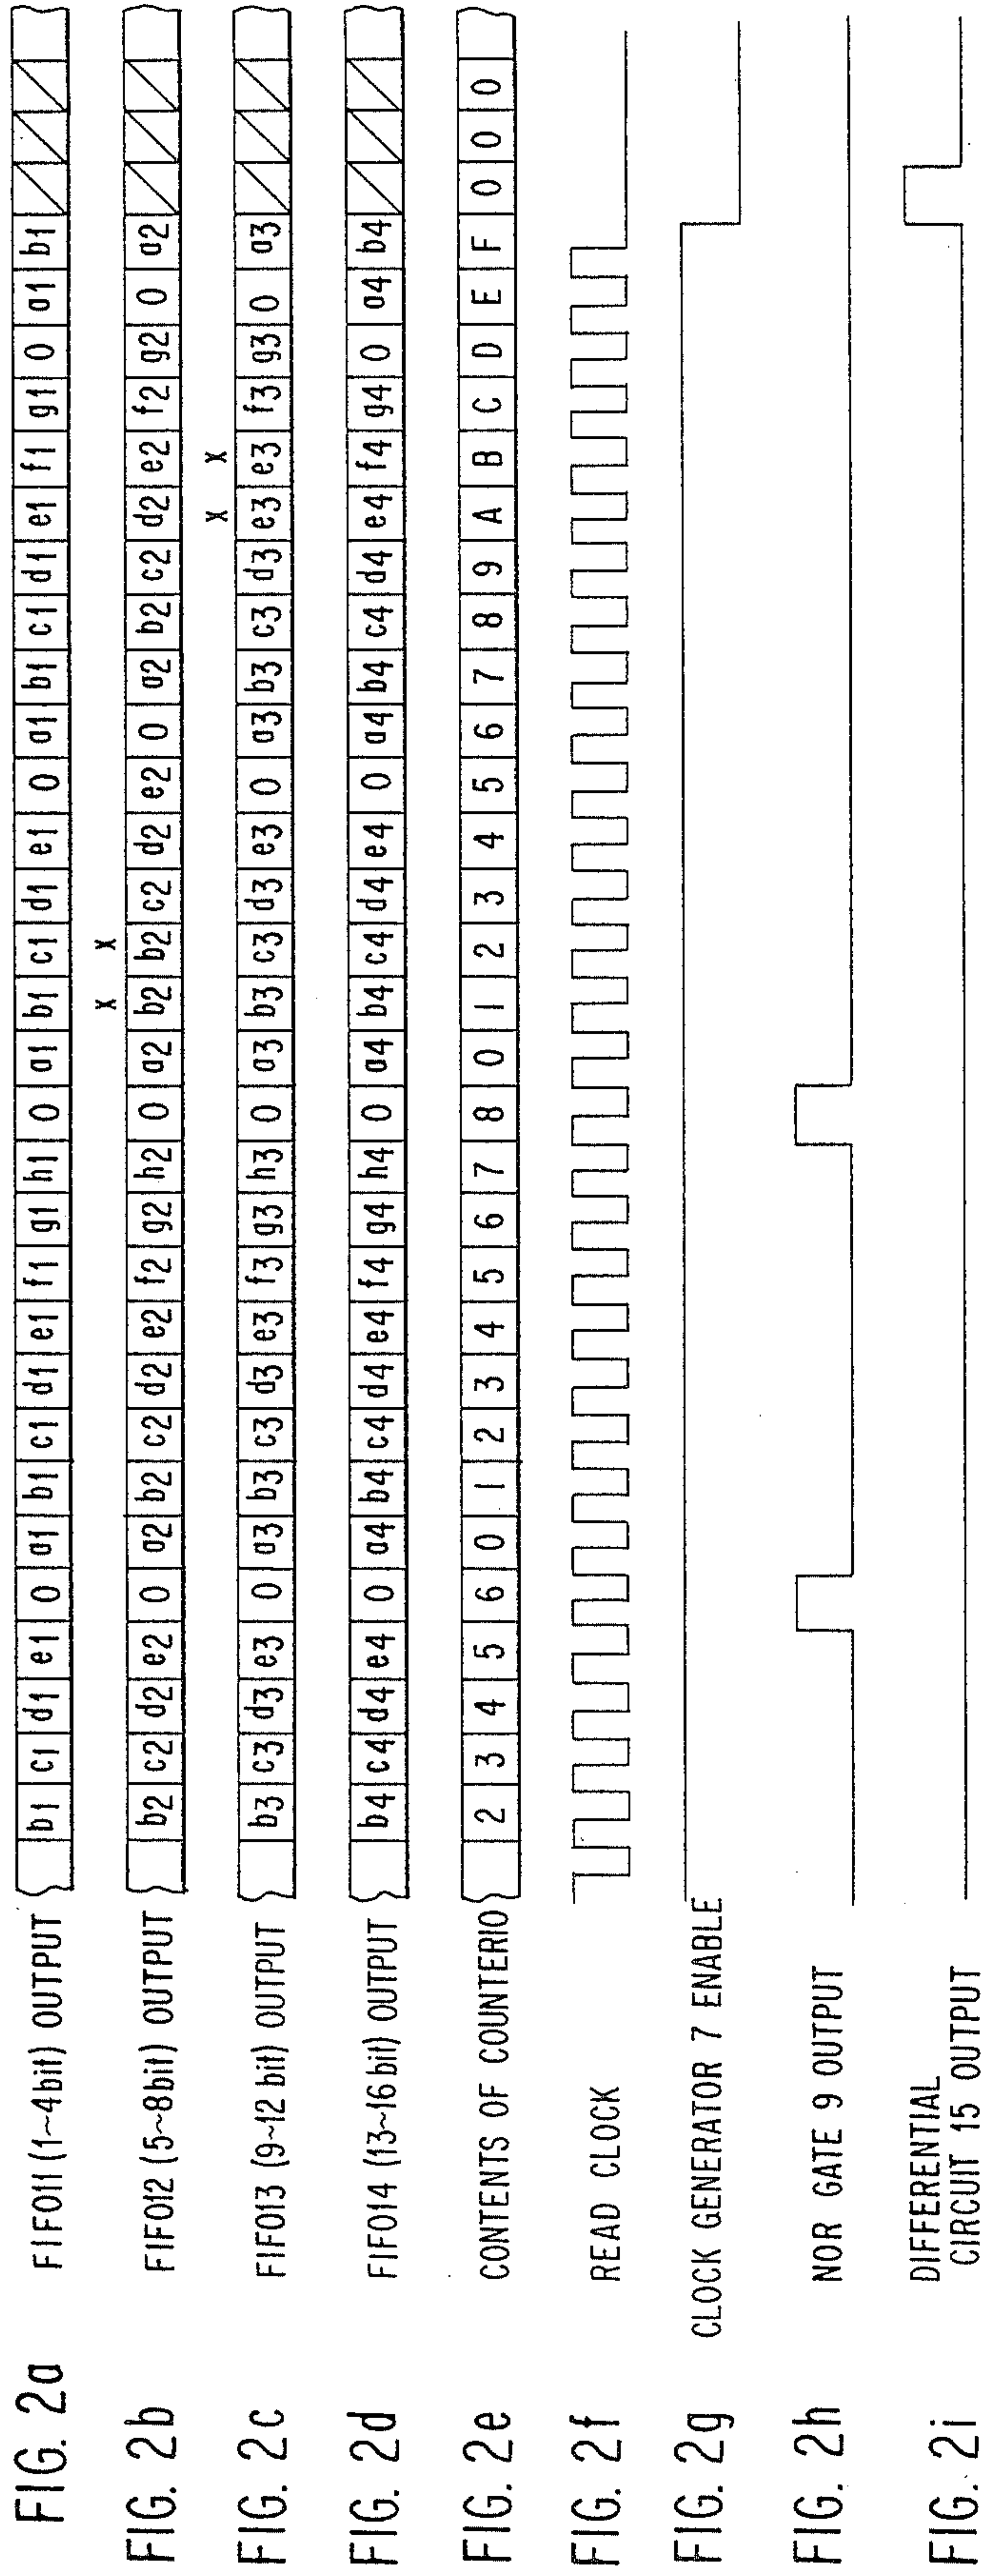 FIG. 2a FIFO11 (1~4bit) OUTPUT b1 c1 d1 e1 0 a1 b1 c1 d1 e1 f1 g1 h1 0 a1 b1 c1 d1 e1 0 a1 b1 c1 d1 e1 f1 g1 0 a1 b1
X X
FIG. 2b FIFO12 (5~8bit) OUTPUT b2 c2 d2 e2 0 a2 b2 c2 d2 e2 f2 g2 h2 0 a2 b2 b2 c2 d2 e2 0 a2 b2 c2 d2 e2 f2 g2 0 a2
X X
FIG. 2c FIFO13 (9~12 bit) OUTPUT b3 c3 d3 e3 0 a3 b3 c3 d3 e3 f3 g3 h3 0 a3 b3 c3 d3 e3 0 a3 b3 c3 d3 e3 e3 f3 g3 0 a3
FIG. 2d FIFO14 (13~16 bit) OUTPUT b4 c4 d4 e4 0 a4 b4 c4 d4 e4 f4 g4 h4 0 a4 b4 c4 d4 e4 0 a4 b4 c4 d4 e4 f4 g4 0 a4 b4
FIG. 2e CONTENTS OF COUNTER10 2 3 4 5 6 0 1 2 3 4 5 6 7 8 0 1 2 3 4 5 6 7 8 9 A B C D E F 0 0 0
FIG. 2f READ CLOCK
FIG. 2g CLOCK GENERATOR 7 ENABLE
FIG. 2h NOR GATE 9 OUTPUT
FIG. 2i DIFFERENTIAL
CIRCUIT 15 OUTPUT